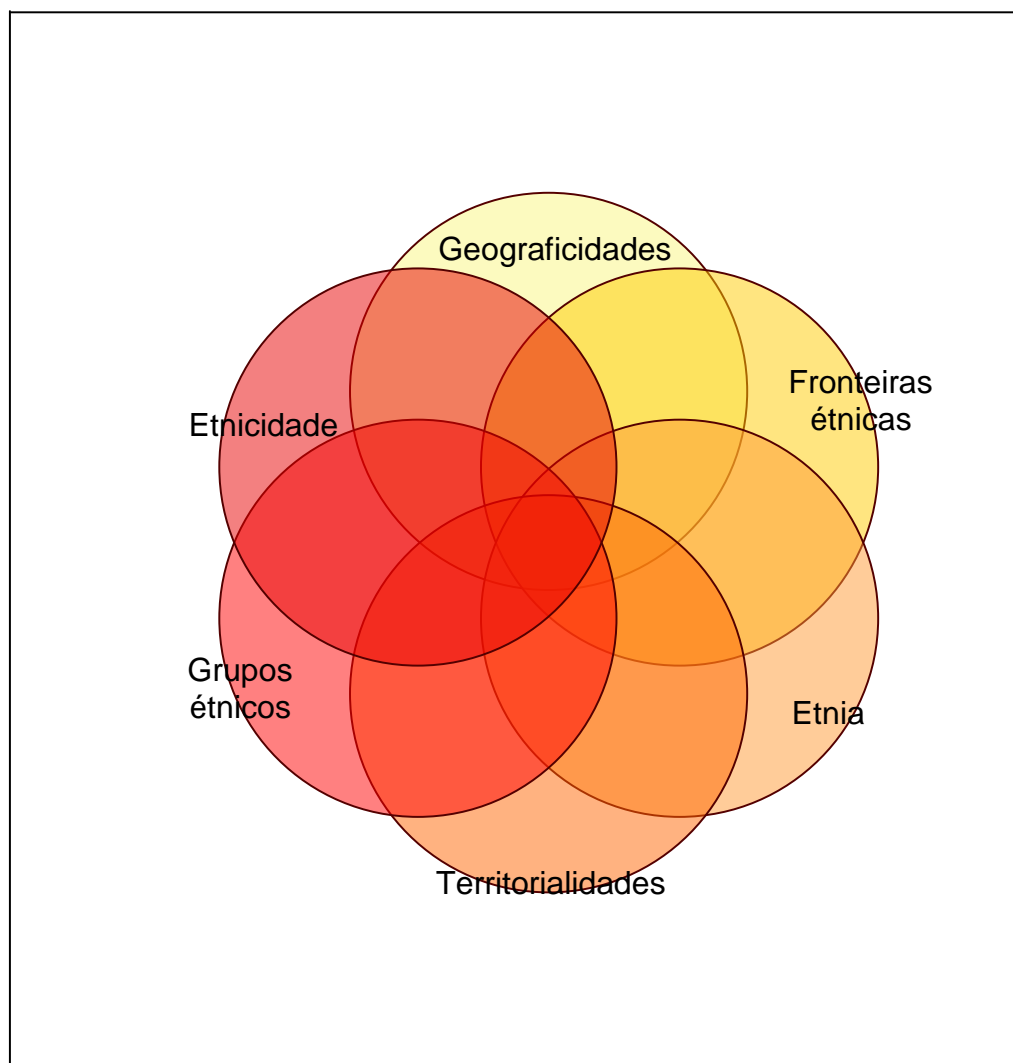 Geograficidades
Fronteiras
étnicas
Etnicidade
Grupos
étnicos
Etnia
Territorialidades